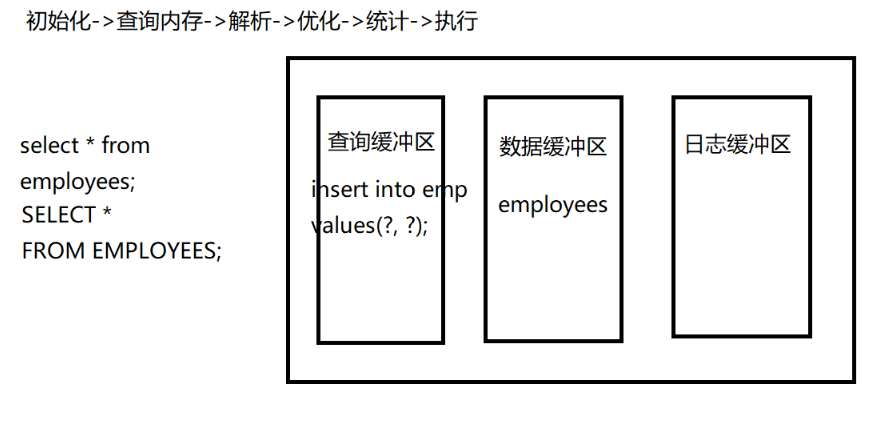 初始化->查询内存->解析->优化->统计->执行
select * from
employees;
SELECT *
FROM EMPLOYEES;
查询缓冲区
insert into emp
values(?, ?);
数据缓冲区
employees
日志缓冲区